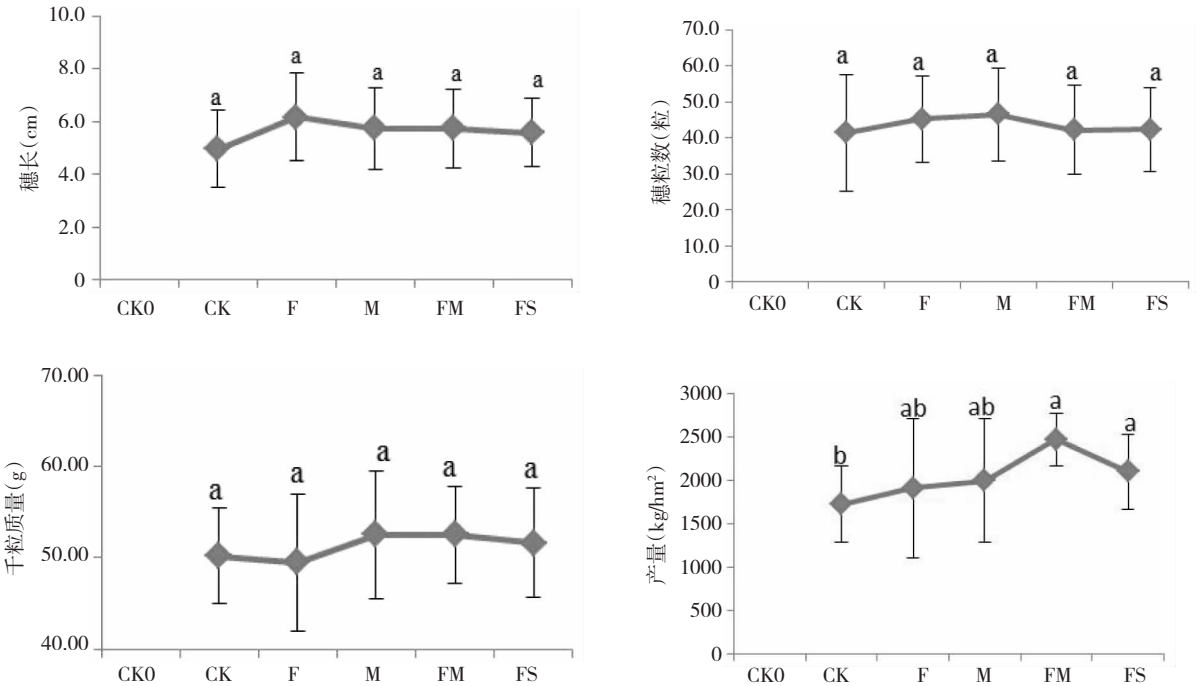 10.0
8.0
6.0
4.0
2.0
0
穗长(cm)
a
a
a
a
a
CK0 CK F M FM FS
70.0
60.0
50.0
40.0
30.0
20.0
10.0
0
穗粒数(粒)
a
a
a
a
a
CK0 CK F M FM FS
70.00
60.00
50.00
40.00
千粒质量(g)
a
a
a
a
a
CK0 CK F M FM FS
3000
2500
2000
1500
1000
500
0
产量(kg/hm²)
b
ab
ab
a
a
CK0 CK F M FM FS